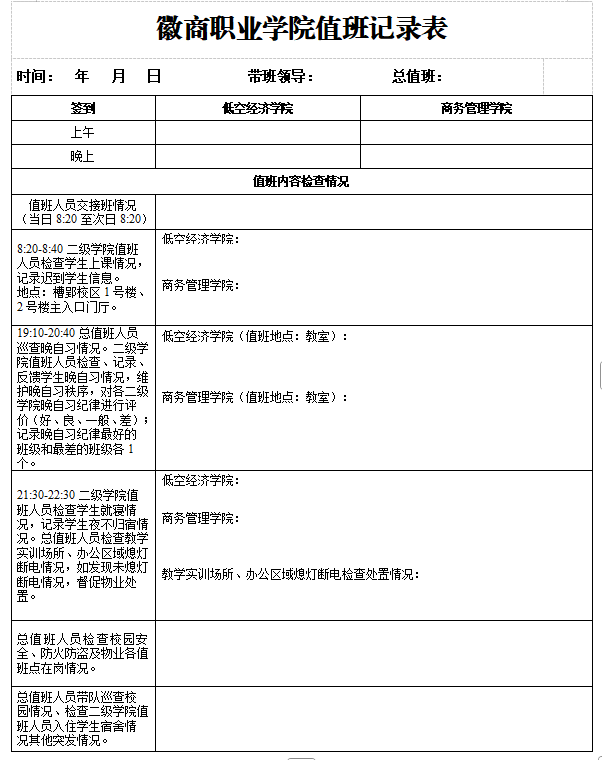 徽商职业学院值班记录表
时间： 年 月 日 带班领导： 总值班：
签到 低空经济学院 商务管理学院
上午
晚上
值班内容检查情况
值班人员交接班情况
（当日 8:20 至次日 8:20）
8:20-8:40 二级学院值班
人员检查学生上课情况，
记录迟到学生信息。
地点：槽郢校区 1 号楼、
2 号楼主入口门厅。
低空经济学院：
商务管理学院：
19:10-20:40 总值班人员
巡查晚自习情况。二级学
院值班人员检查、记录、
反馈学生晚自习情况，维
护晚自习秩序，对各二级
学院晚自习纪律进行评
价（好、良、一般、差）；
记录晚自习纪律最好的
班级和最差的班级各 1
个。
低空经济学院（值班地点：教室）：
商务管理学院（值班地点：教室）：
21:30-22:30 二级学院值
班人员检查学生就寝情
况，记录学生夜不归宿情
况。总值班人员检查教学
实训场所、办公区域熄灯
断电情况，如发现未熄灯
断电情况，督促物业处
置。
低空经济学院：
商务管理学院：
教学实训场所、办公区域熄灯断电检查处置情况：
总值班人员检查校园安
全、防火防盗及物业各值
班点在岗情况。
总值班人员带队巡查校
园情况、检查二级学院值
班人员入住学生宿舍情
况其他突发情况。